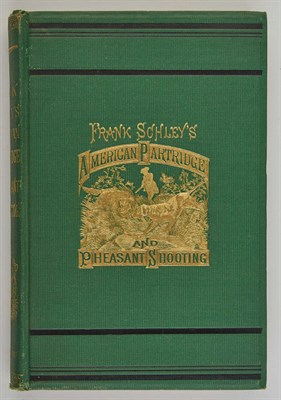 FRANK SCHLEY'S
AMERICAN PARTRIDGE
AND
PHEASANT SHOOTING